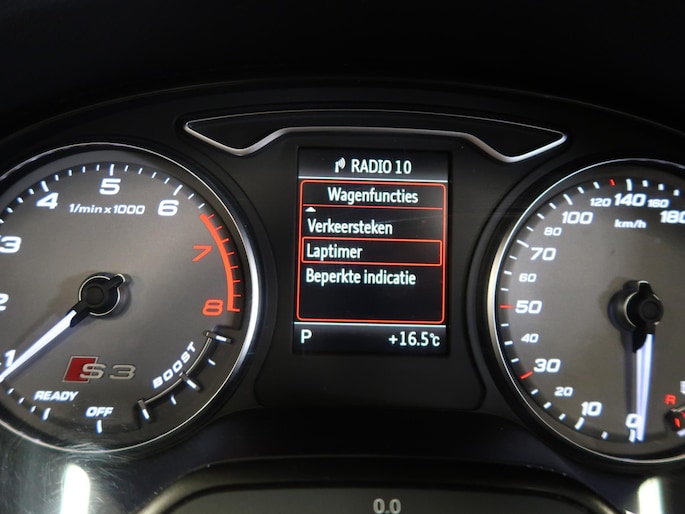 RADIO 10
Wagenfuncties
Verkeersteken
Laptimer
Beperkte indicatie
P +16.5°c
1 2 3 4 5 6 7 8
1/min x 1000
S3
READY
OFF
BOOST
0 10 20 30 50 60 80 100 120 140 160 180
km/h
R
0.0